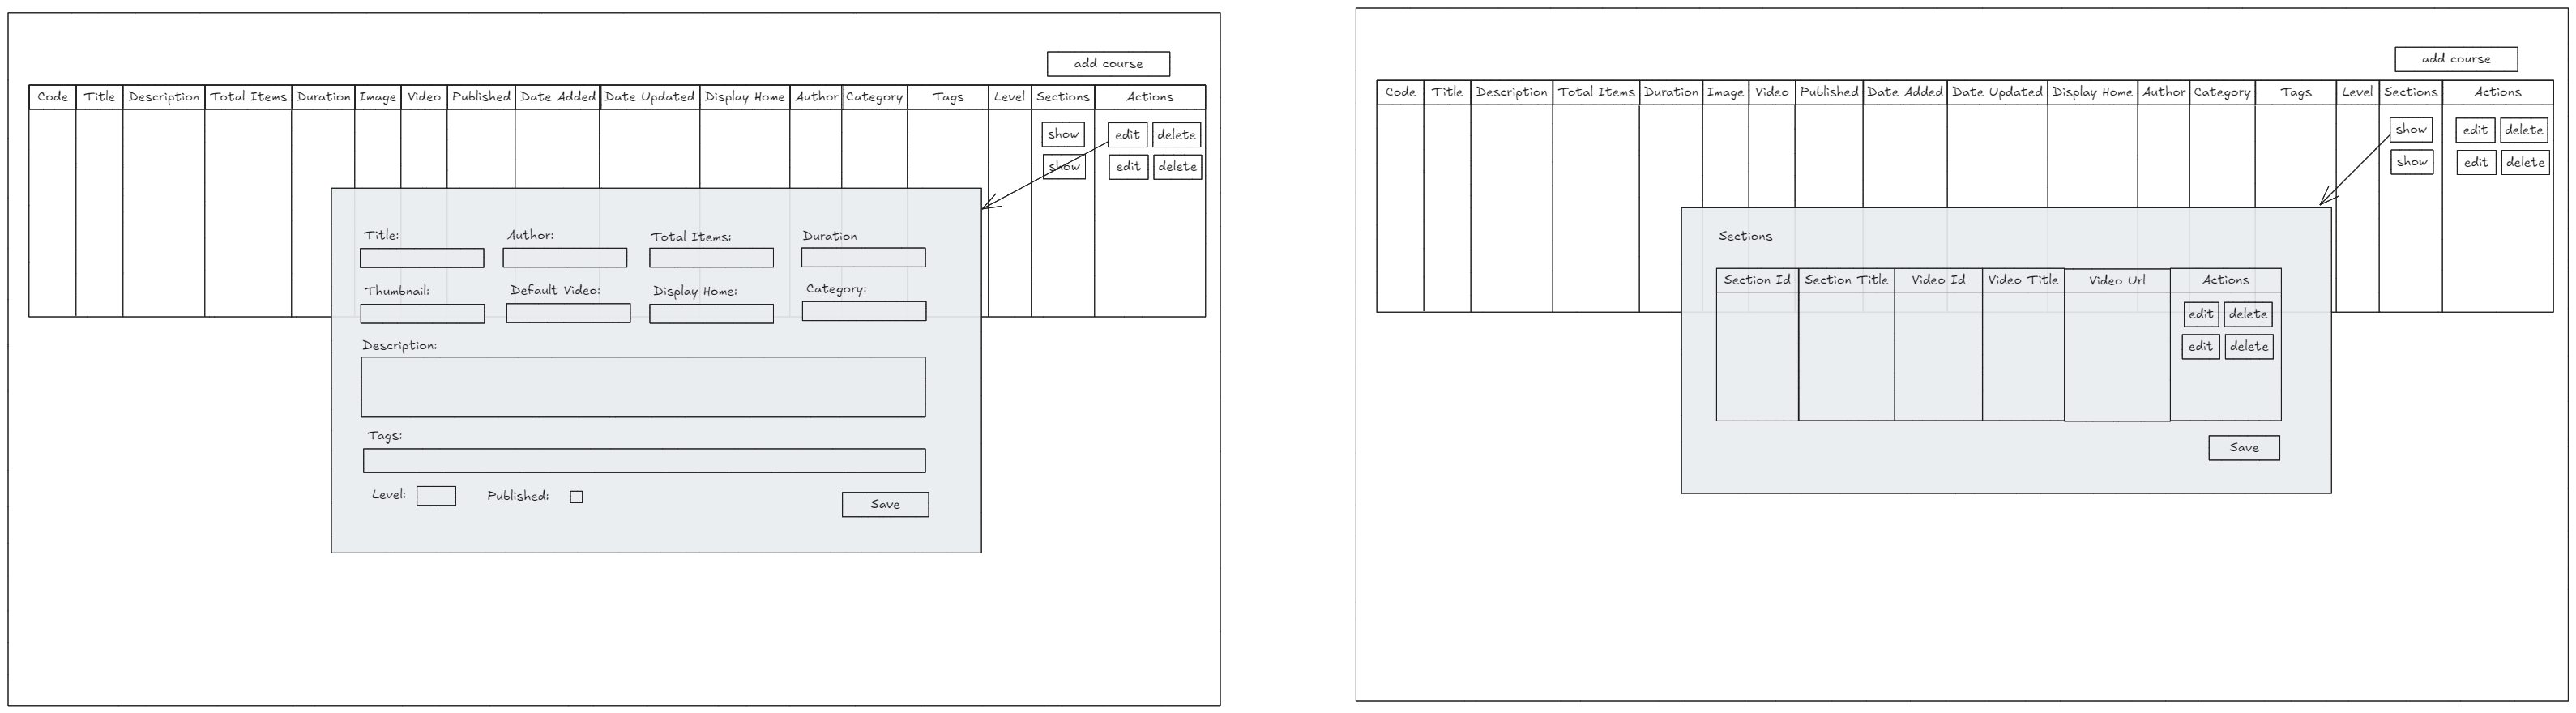 add course
Code Title Description Total Items Duration Image Video Published Date Added Date Updated Display Home Author Category Tags Level Sections Actions
show edit delete
show edit delete
Title: Author: Total Items: Duration
Thumbnail: Default Video: Display Home: Category:
Description:
Tags:
Level: Published: Save
add course
Code Title Description Total Items Duration Image Video Published Date Added Date Updated Display Home Author Category Tags Level Sections Actions
show edit delete
show edit delete
Sections
Section Id Section Title Video Id Video Title Video Url Actions
edit delete
edit delete
Save